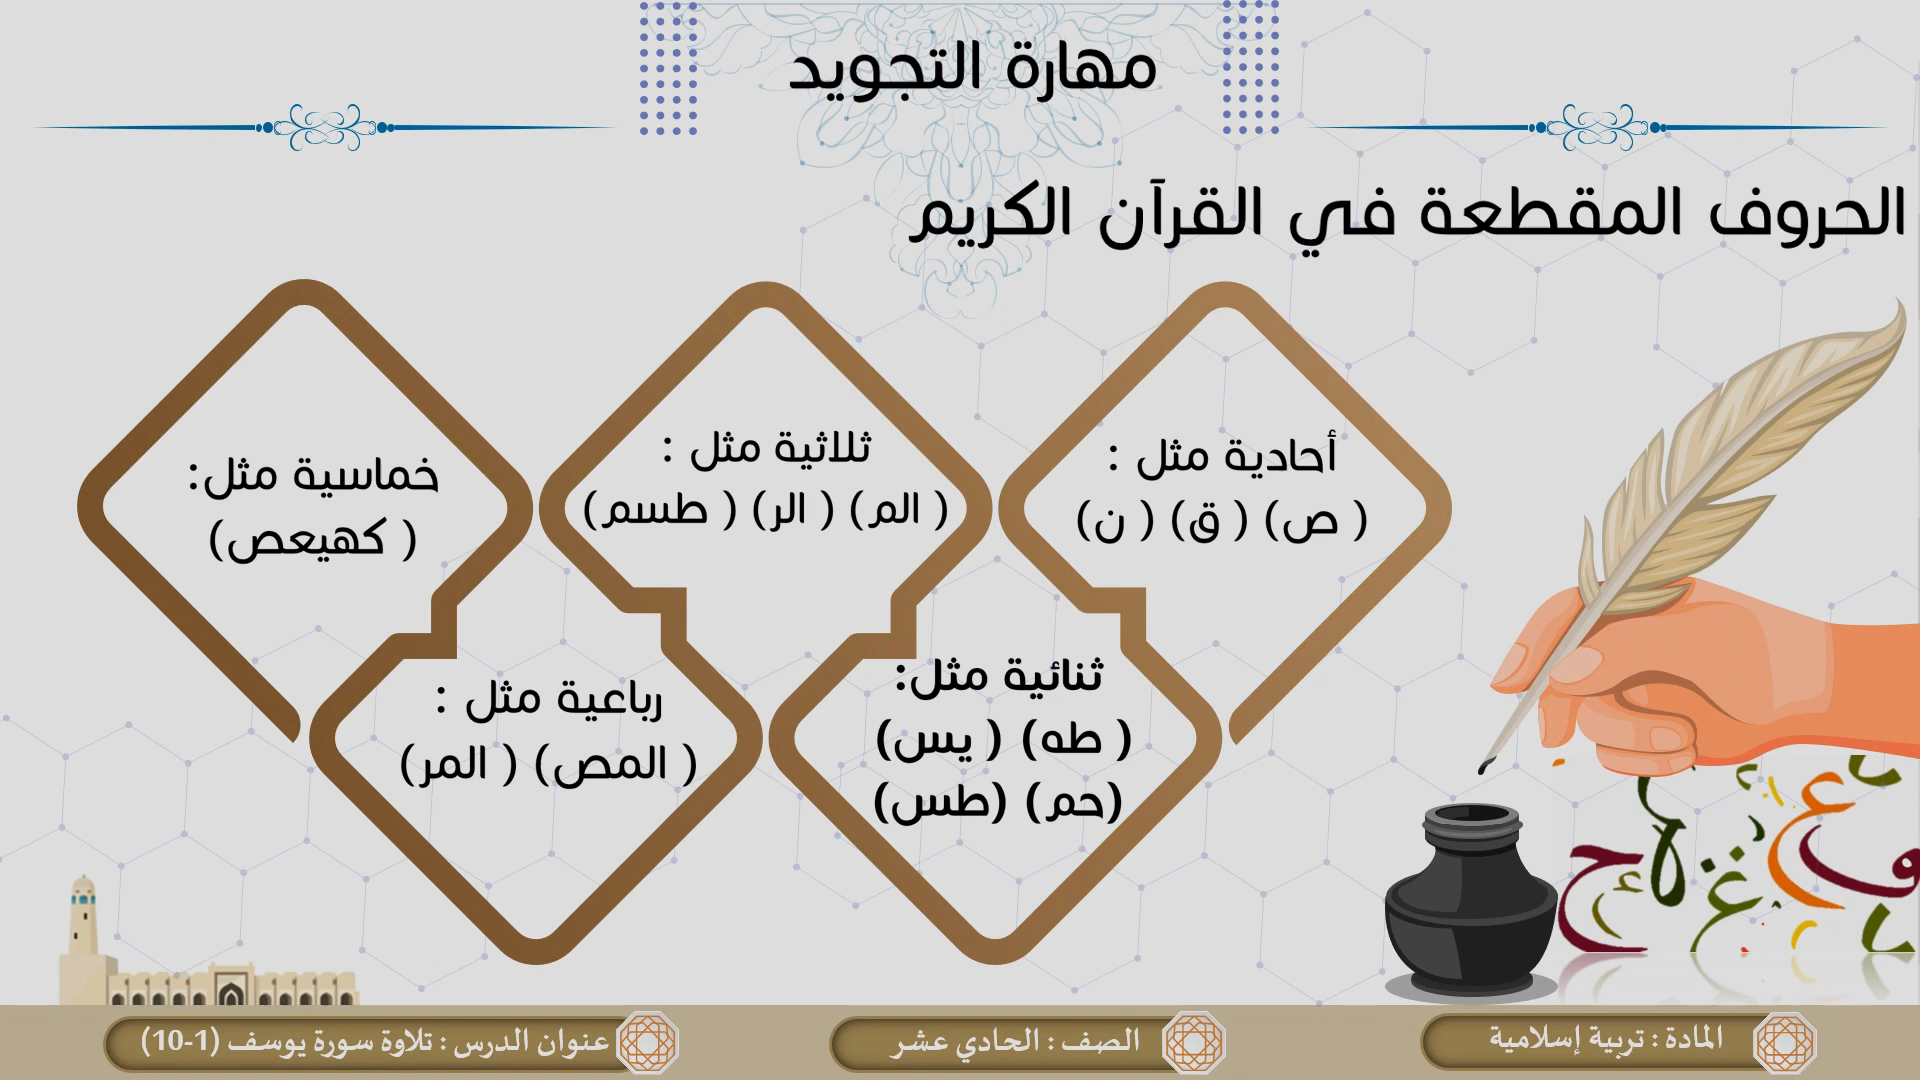 مهارة التجويد
الحروف المقطعة في القرآن الكريم
أحادية مثل :
( ص) ( ق) ( ن)
ثنائية مثل:
( طه) ( يس)
(حم) (طس)
ثلاثية مثل :
( الم) ( الر) ( طسم)
رباعية مثل :
( المص) ( المر)
خماسية مثل:
( كهيعص)
المادة : تربية إسلامية
الصف : الحادي عشر
عنوان الدرس : تلاوة سورة يوسف (1-10)